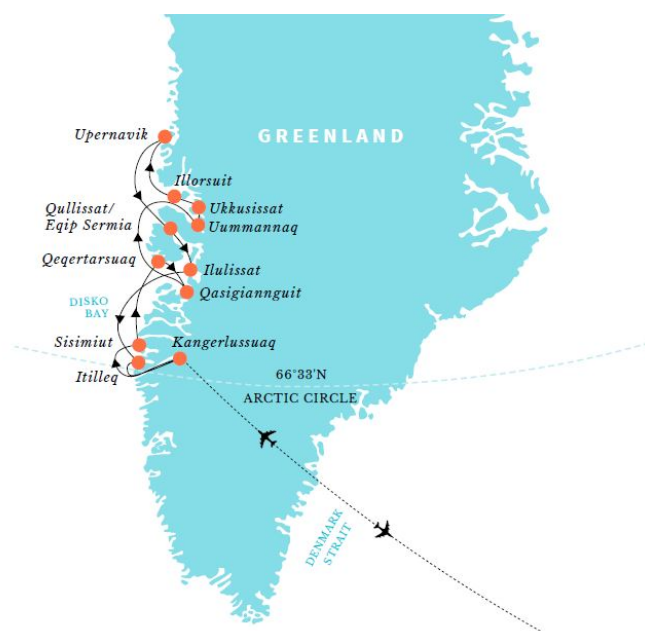 Upernavik
GREENLAND
Illorsuit
Qullissat/
Eqip Sermia
Ukkusissat
Uummannaq
Qeqertarsuaq
Ilulissat
Qasigiannguit
DISKO
BAY
Sisimiut
Kangerlussuaq
Itilleq
66°33'N
ARCTIC CIRCLE
DENMARK
STRAIT